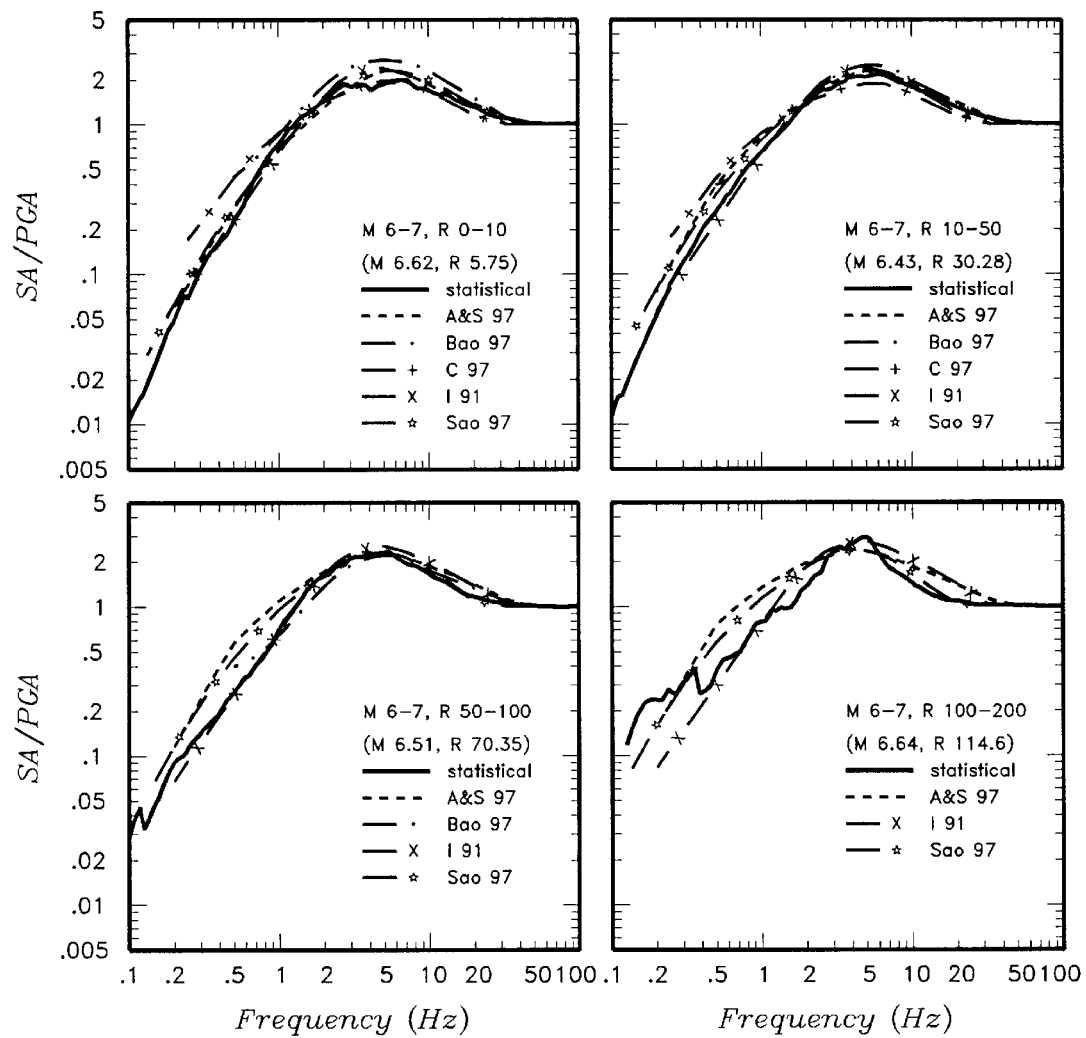 5
2
1
.5
.2
.1
.05
.02
.01
.005
SA/PGA
M 6-7, R 0-10
(M 6.62, R 5.75)
statistical
A&S 97
Bao 97
C 97
I 91
Sao 97
M 6-7, R 10-50
(M 6.43, R 30.28)
statistical
A&S 97
Bao 97
C 97
I 91
Sao 97
5
2
1
.5
.2
.1
.05
.02
.01
.005
SA/PGA
M 6-7, R 50-100
(M 6.51, R 70.35)
statistical
A&S 97
Bao 97
I 91
Sao 97
.1 .2 .5 1 2 5 10 20 50
Frequency (Hz)
M 6-7, R 100-200
(M 6.64, R 114.6)
statistical
A&S 97
I 91
Sao 97
.1 .2 .5 1 2 5 10 20 50 100
Frequency (Hz)